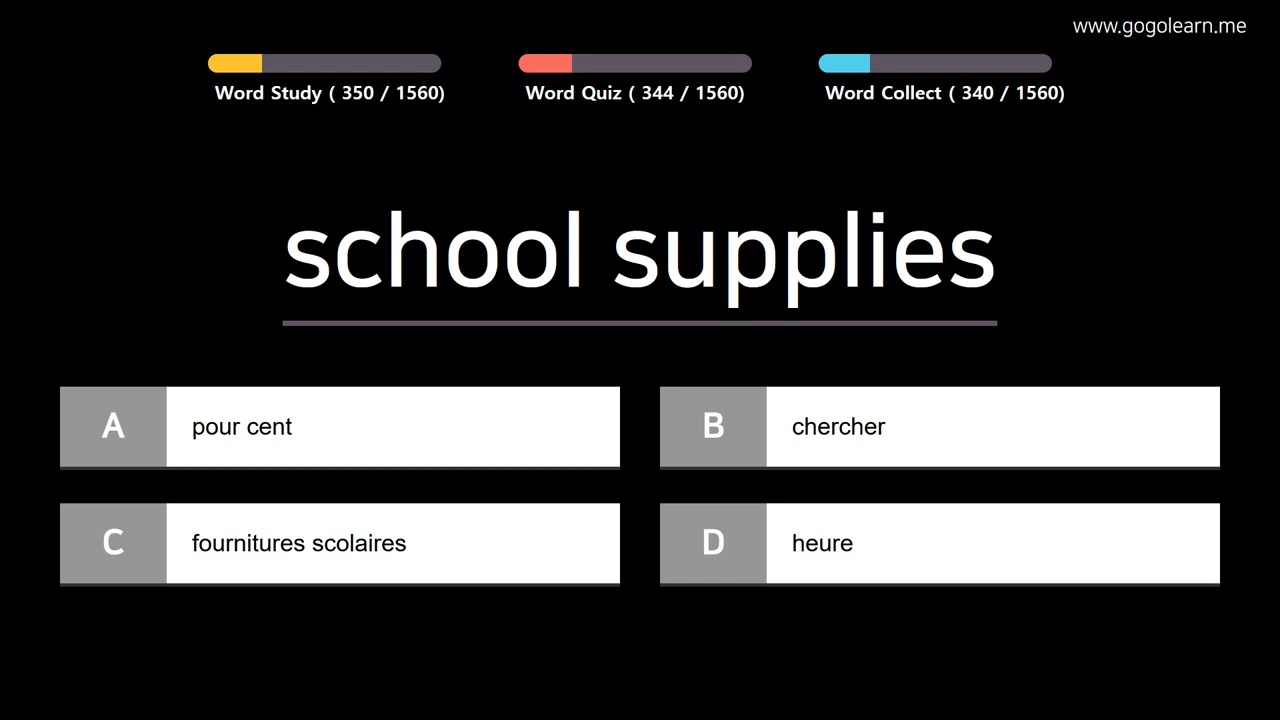 www.gogolearn.me
Word Study ( 350 / 1560)
Word Quiz ( 344 / 1560)
Word Collect ( 340 / 1560)
school supplies
A
pour cent
B
chercher
C
fournitures scolaires
D
heure